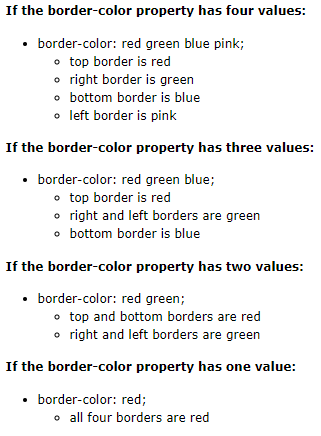 If the border-color property has four values:
border-color: red green blue pink;
top border is red
right border is green
bottom border is blue
left border is pink
If the border-color property has three values:
border-color: red green blue;
top border is red
right and left borders are green
bottom border is blue
If the border-color property has two values:
border-color: red green;
top and bottom borders are red
right and left borders are green
If the border-color property has one value:
border-color: red;
all four borders are red